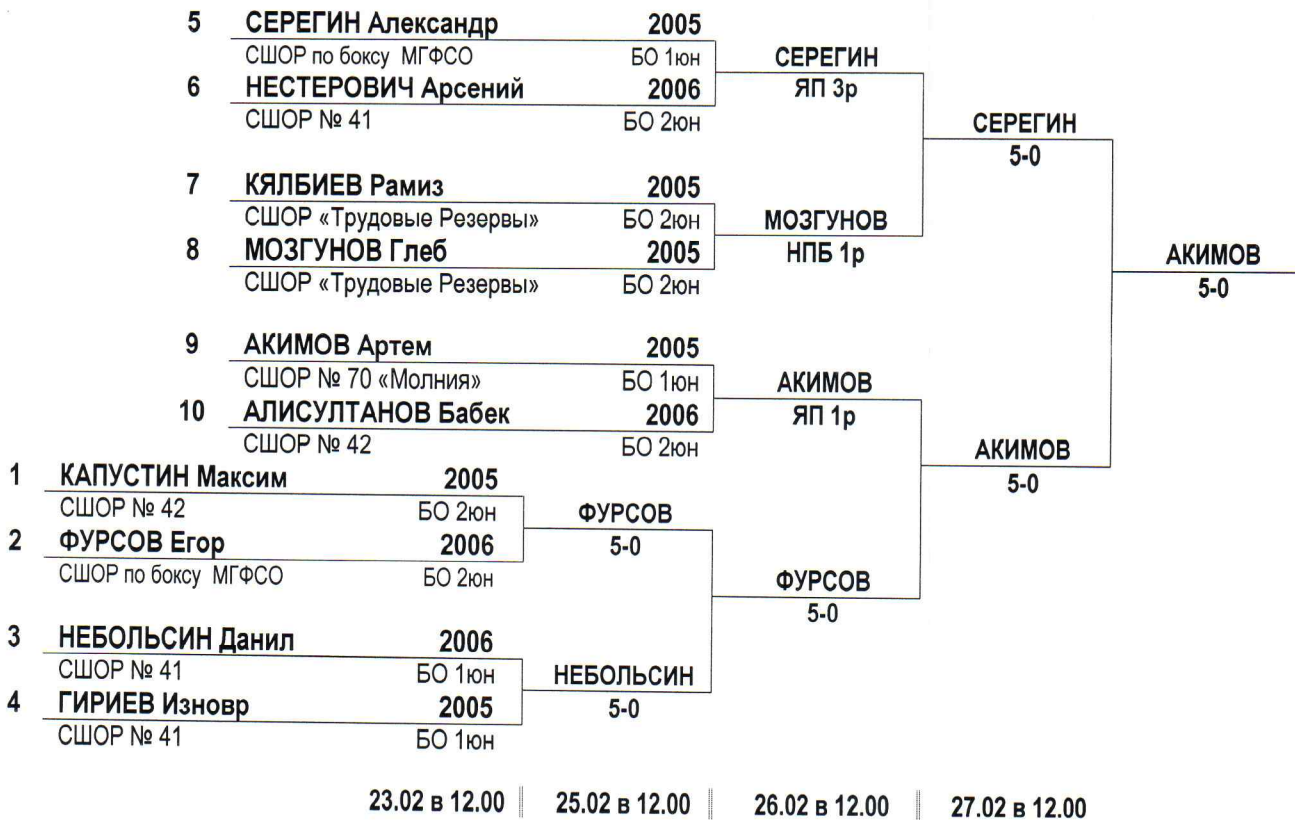 5 СЕРЕГИН Александр 2005
СШОР по боксу МГФСО БО 1юн
6 НЕСТЕРОВИЧ Арсений 2006
СШОР № 41 БО 2юн
СЕРЕГИН
ЯП 3р
7 КЯЛБИЕВ Рамиз 2005
СШОР «Трудовые Резервы» БО 2юн
8 МОЗГУНОВ Глеб 2005
СШОР «Трудовые Резервы» БО 2юн
МОЗГУНОВ
НПБ 1р
СЕРЕГИН
5-0
9 АКИМОВ Артем 2005
СШОР № 70 «Молния» БО 1юн
10 АЛИСУЛТАНОВ Бабек 2006
СШОР № 42 БО 2юн
АКИМОВ
ЯП 1р
1 КАПУСТИН Максим 2005
СШОР № 42 БО 2юн
2 ФУРСОВ Егор 2006
СШОР по боксу МГФСО БО 2юн
ФУРСОВ
5-0
3 НЕБОЛЬСИН Данил 2006
СШОР № 41 БО 1юн
4 ГИРИЕВ Изновр 2005
СШОР № 41 БО 1юн
НЕБОЛЬСИН
5-0
ФУРСОВ
5-0
АКИМОВ
5-0
АКИМОВ
5-0
23.02 в 12.00 25.02 в 12.00 26.02 в 12.00 27.02 в 12.00